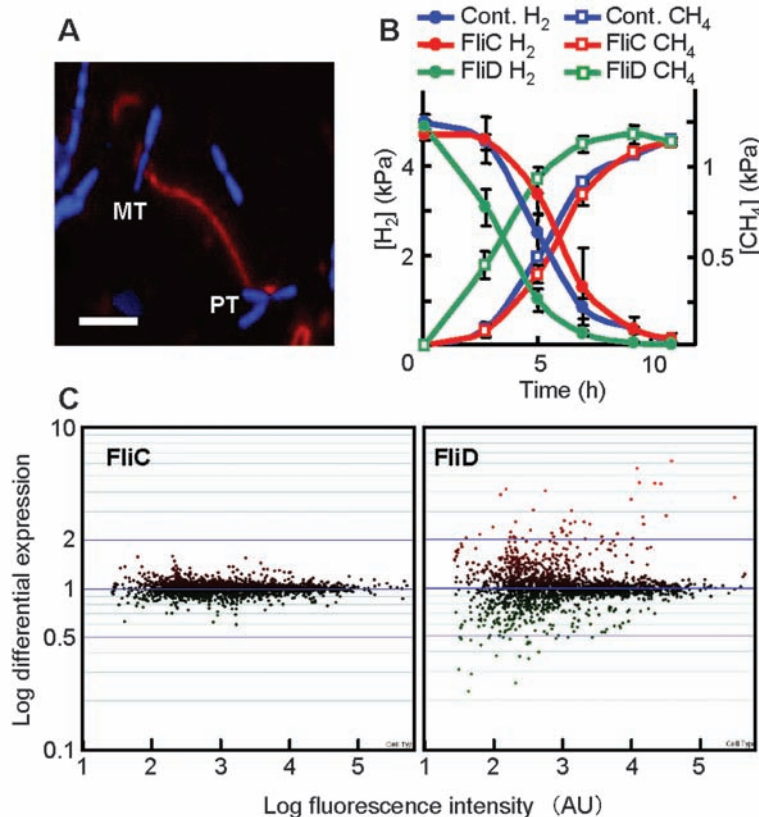 A
MT
PT
B
Cont. H2 Cont. CH4
FliC H2 FliC CH4
FliD H2 FliD CH4
[H2] (kPa)
4
2
0
5
10
Time (h)
1
0.5
[CH4] (kPa)
C
Log differential expression
10
2
1
0.5
0.1
FliC
FliD
1 2 3 4 5 1 2 3 4 5
Log fluorescence intensity (AU)